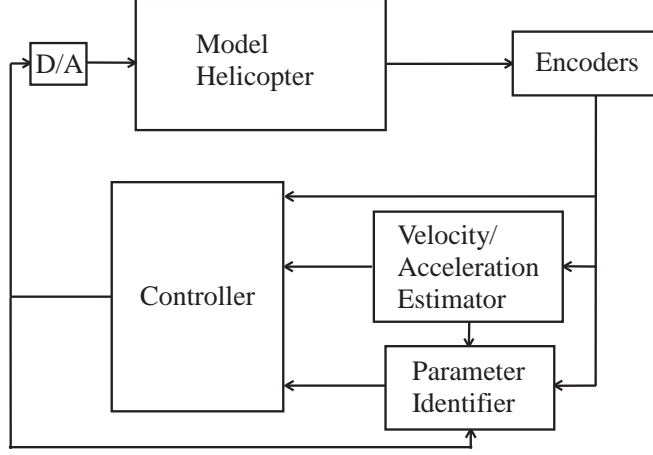 D/A
Model
Helicopter
Encoders
Controller
Velocity/
Acceleration
Estimator
Parameter
Identifier